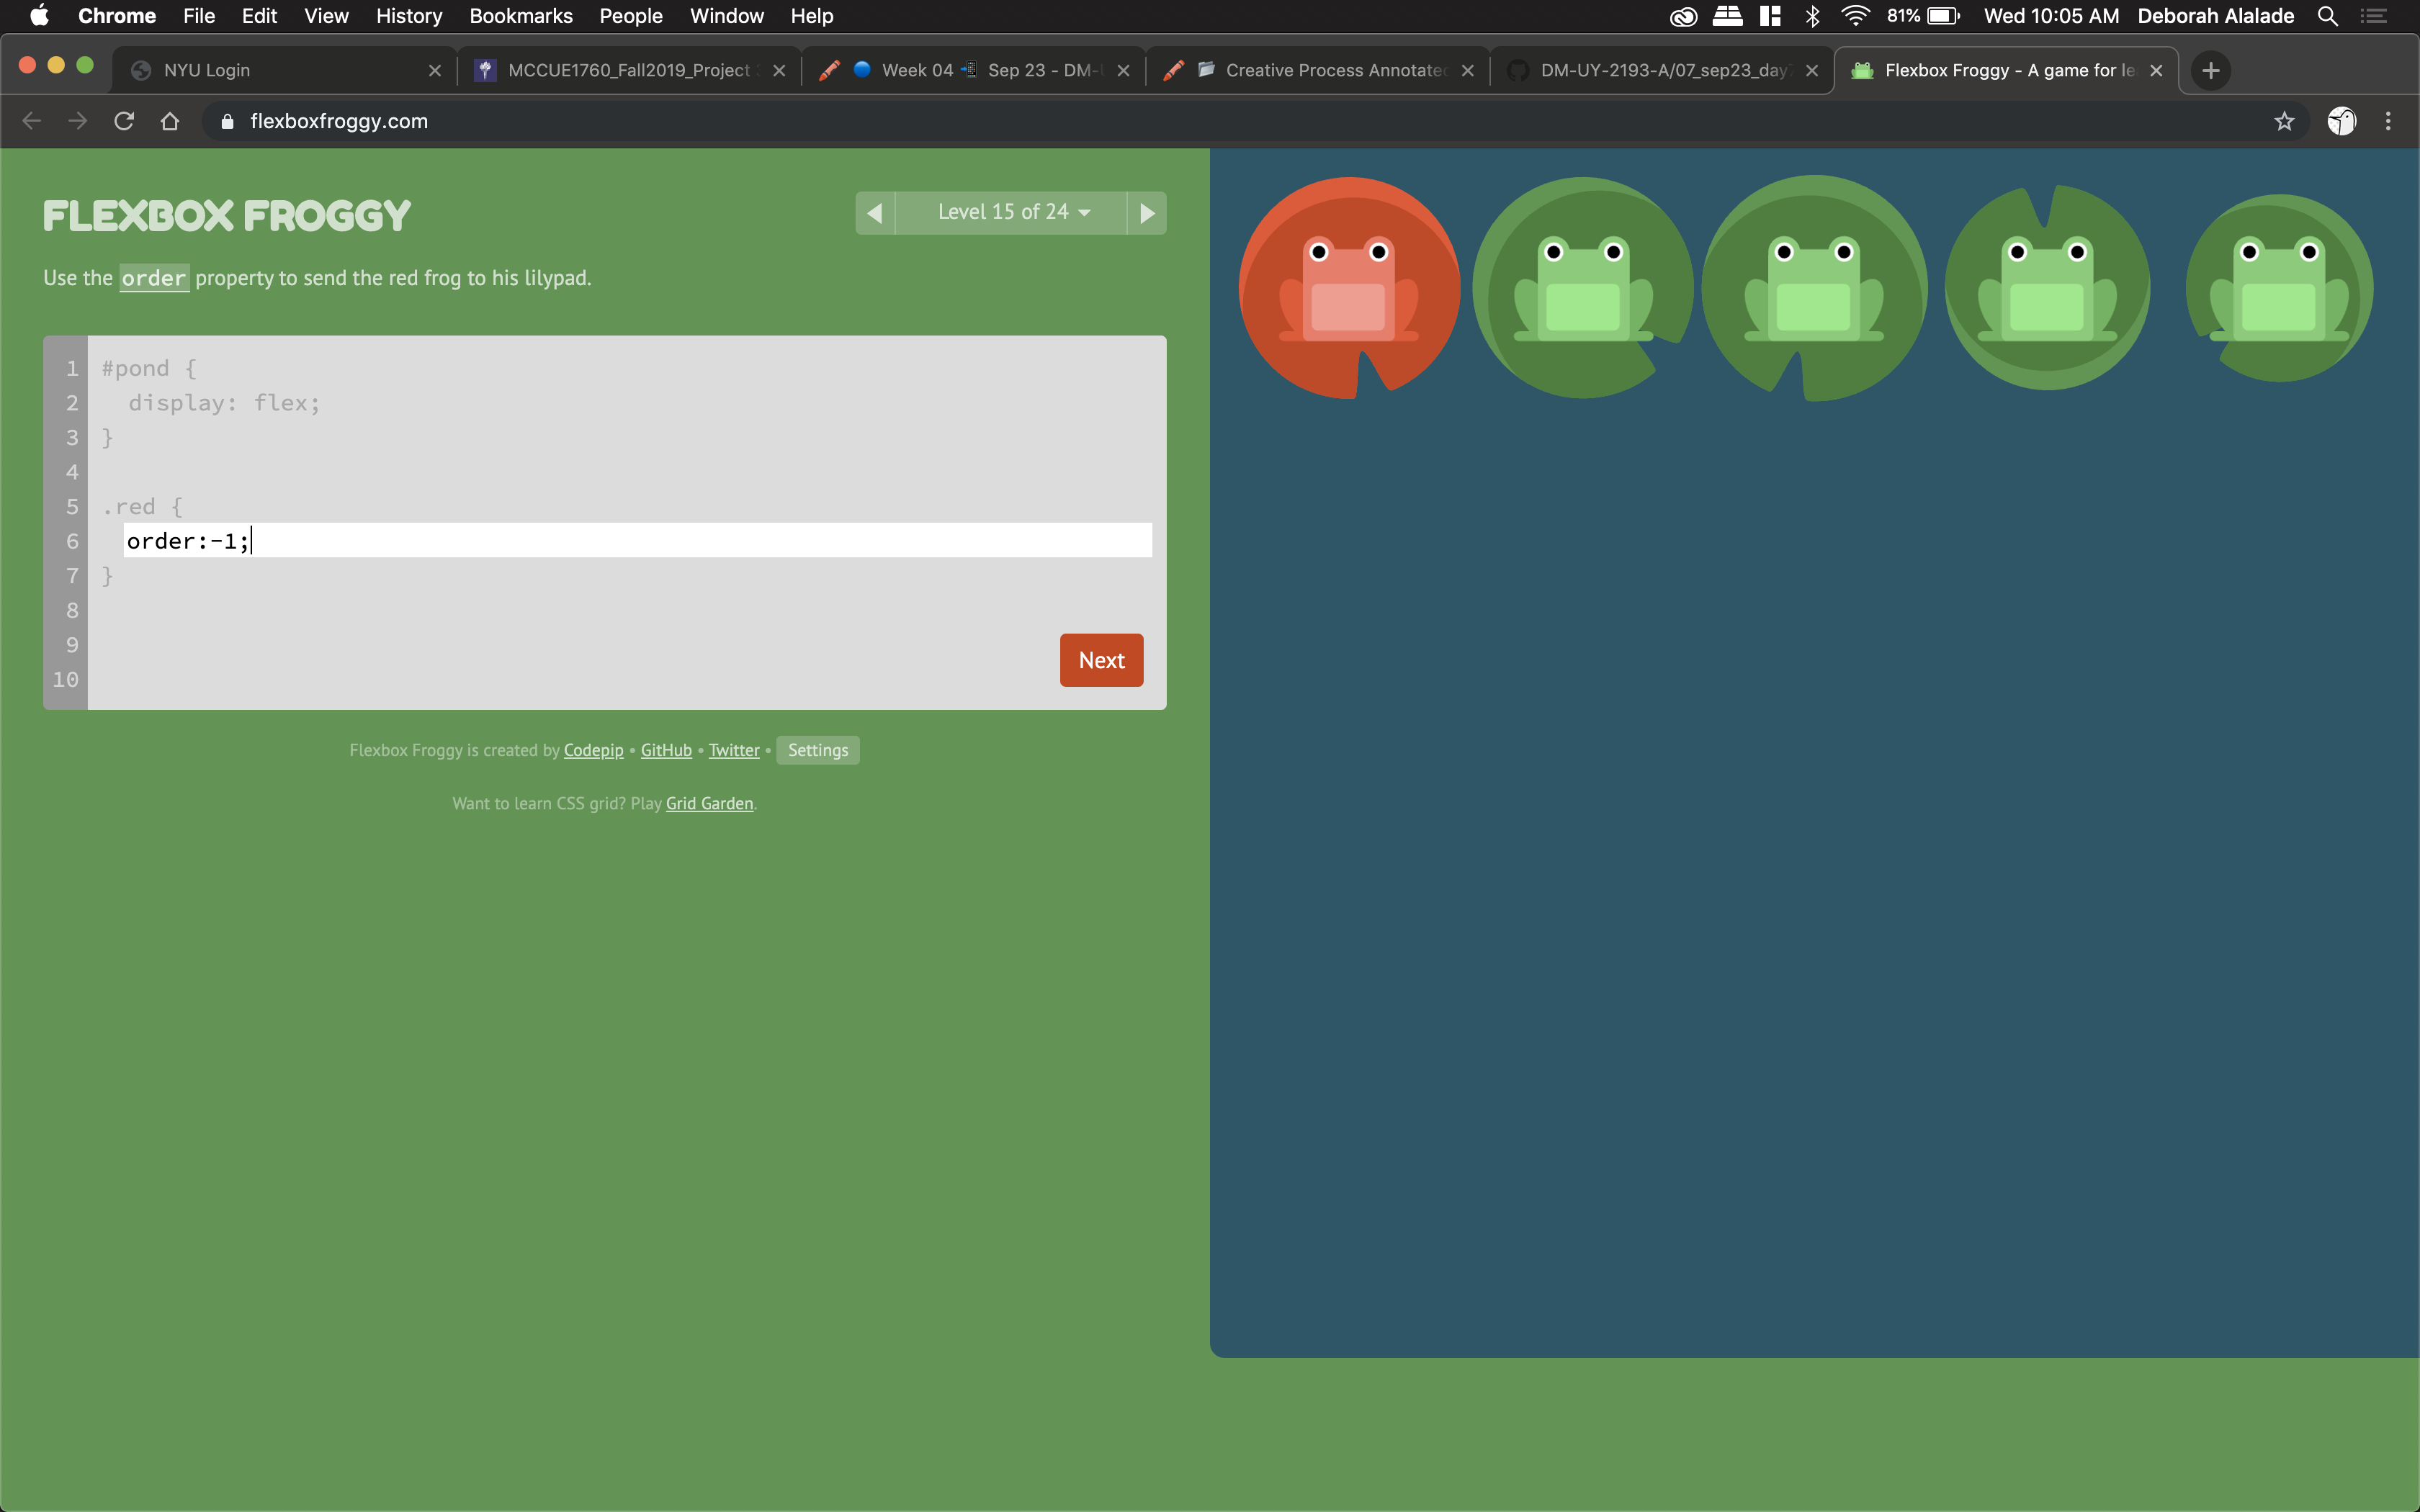 Chrome File Edit View History Bookmarks People Window Help 81% Wed 10:05 AM Deborah Alalade
NYU Login MCCUE1760_Fall2019_Project Week 04 Sep 23 - DM- Creative Process Annotated DM-UY-2193-A/07_sep23_day Flexbox Froggy - A game for le
flexboxfroggy.com
FLEXBOX FROGGY
Level 15 of 24
Use the order property to send the red frog to his lilypad.
1 #pond {
2 display: flex;
3 }
4
5 .red {
6 order:-1;
7 }
8
9
10
Next
Flexbox Froggy is created by Codepip • GitHub • Twitter • Settings
Want to learn CSS grid? Play Grid Garden.